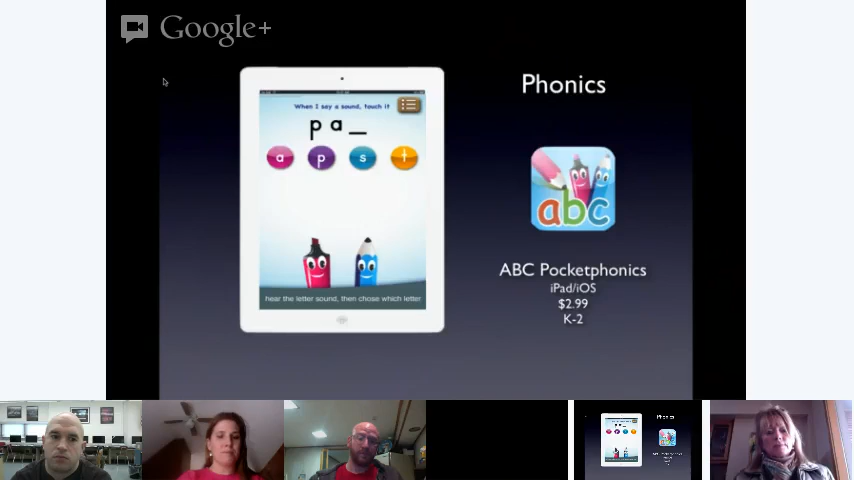 Google+
Phonics
When I say a sound, touch it
p a _
a p s t
abc
hear the letter sound, then chose which letter
ABC Pocketphonics
iPad/iOS
$2.99
K-2
Phonics